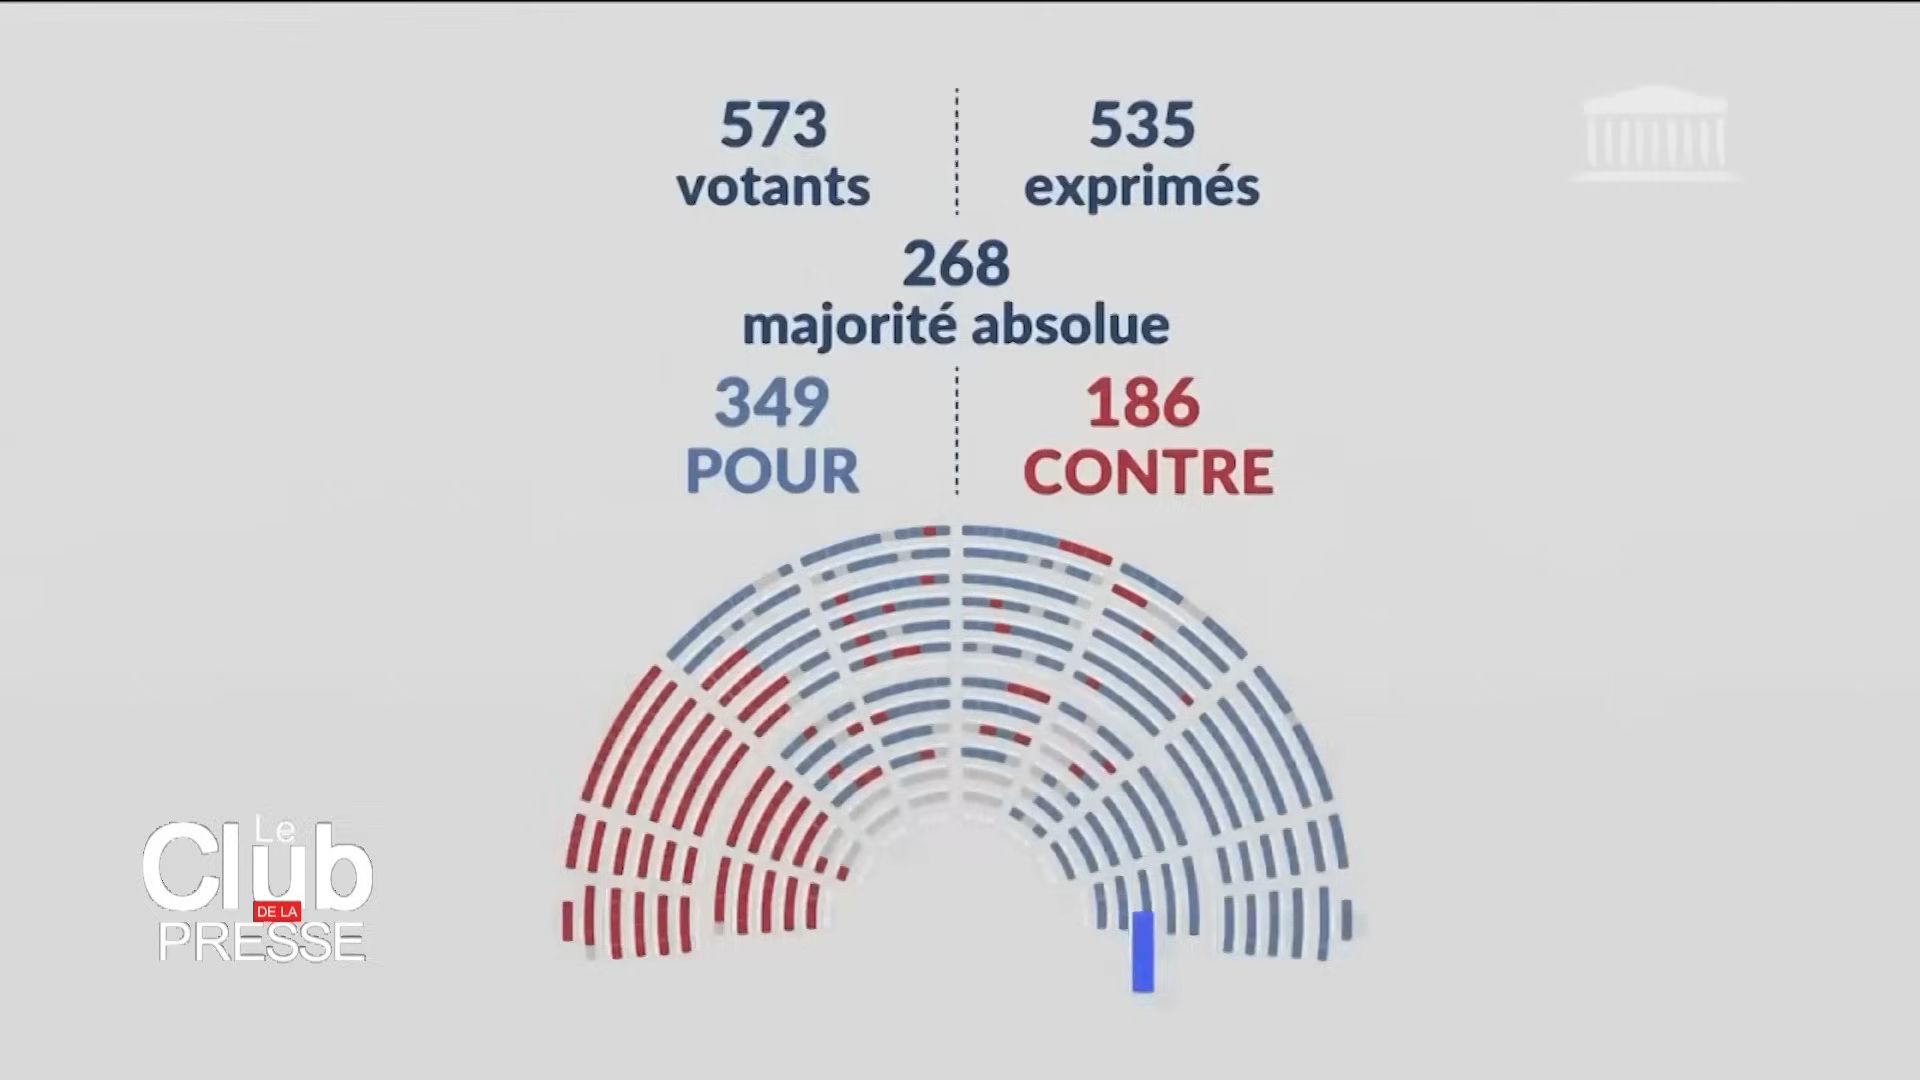 573
votants
535
exprimés
268
majorité absolue
349
POUR
186
CONTRE
Le
Club
DE LA
PRESSE